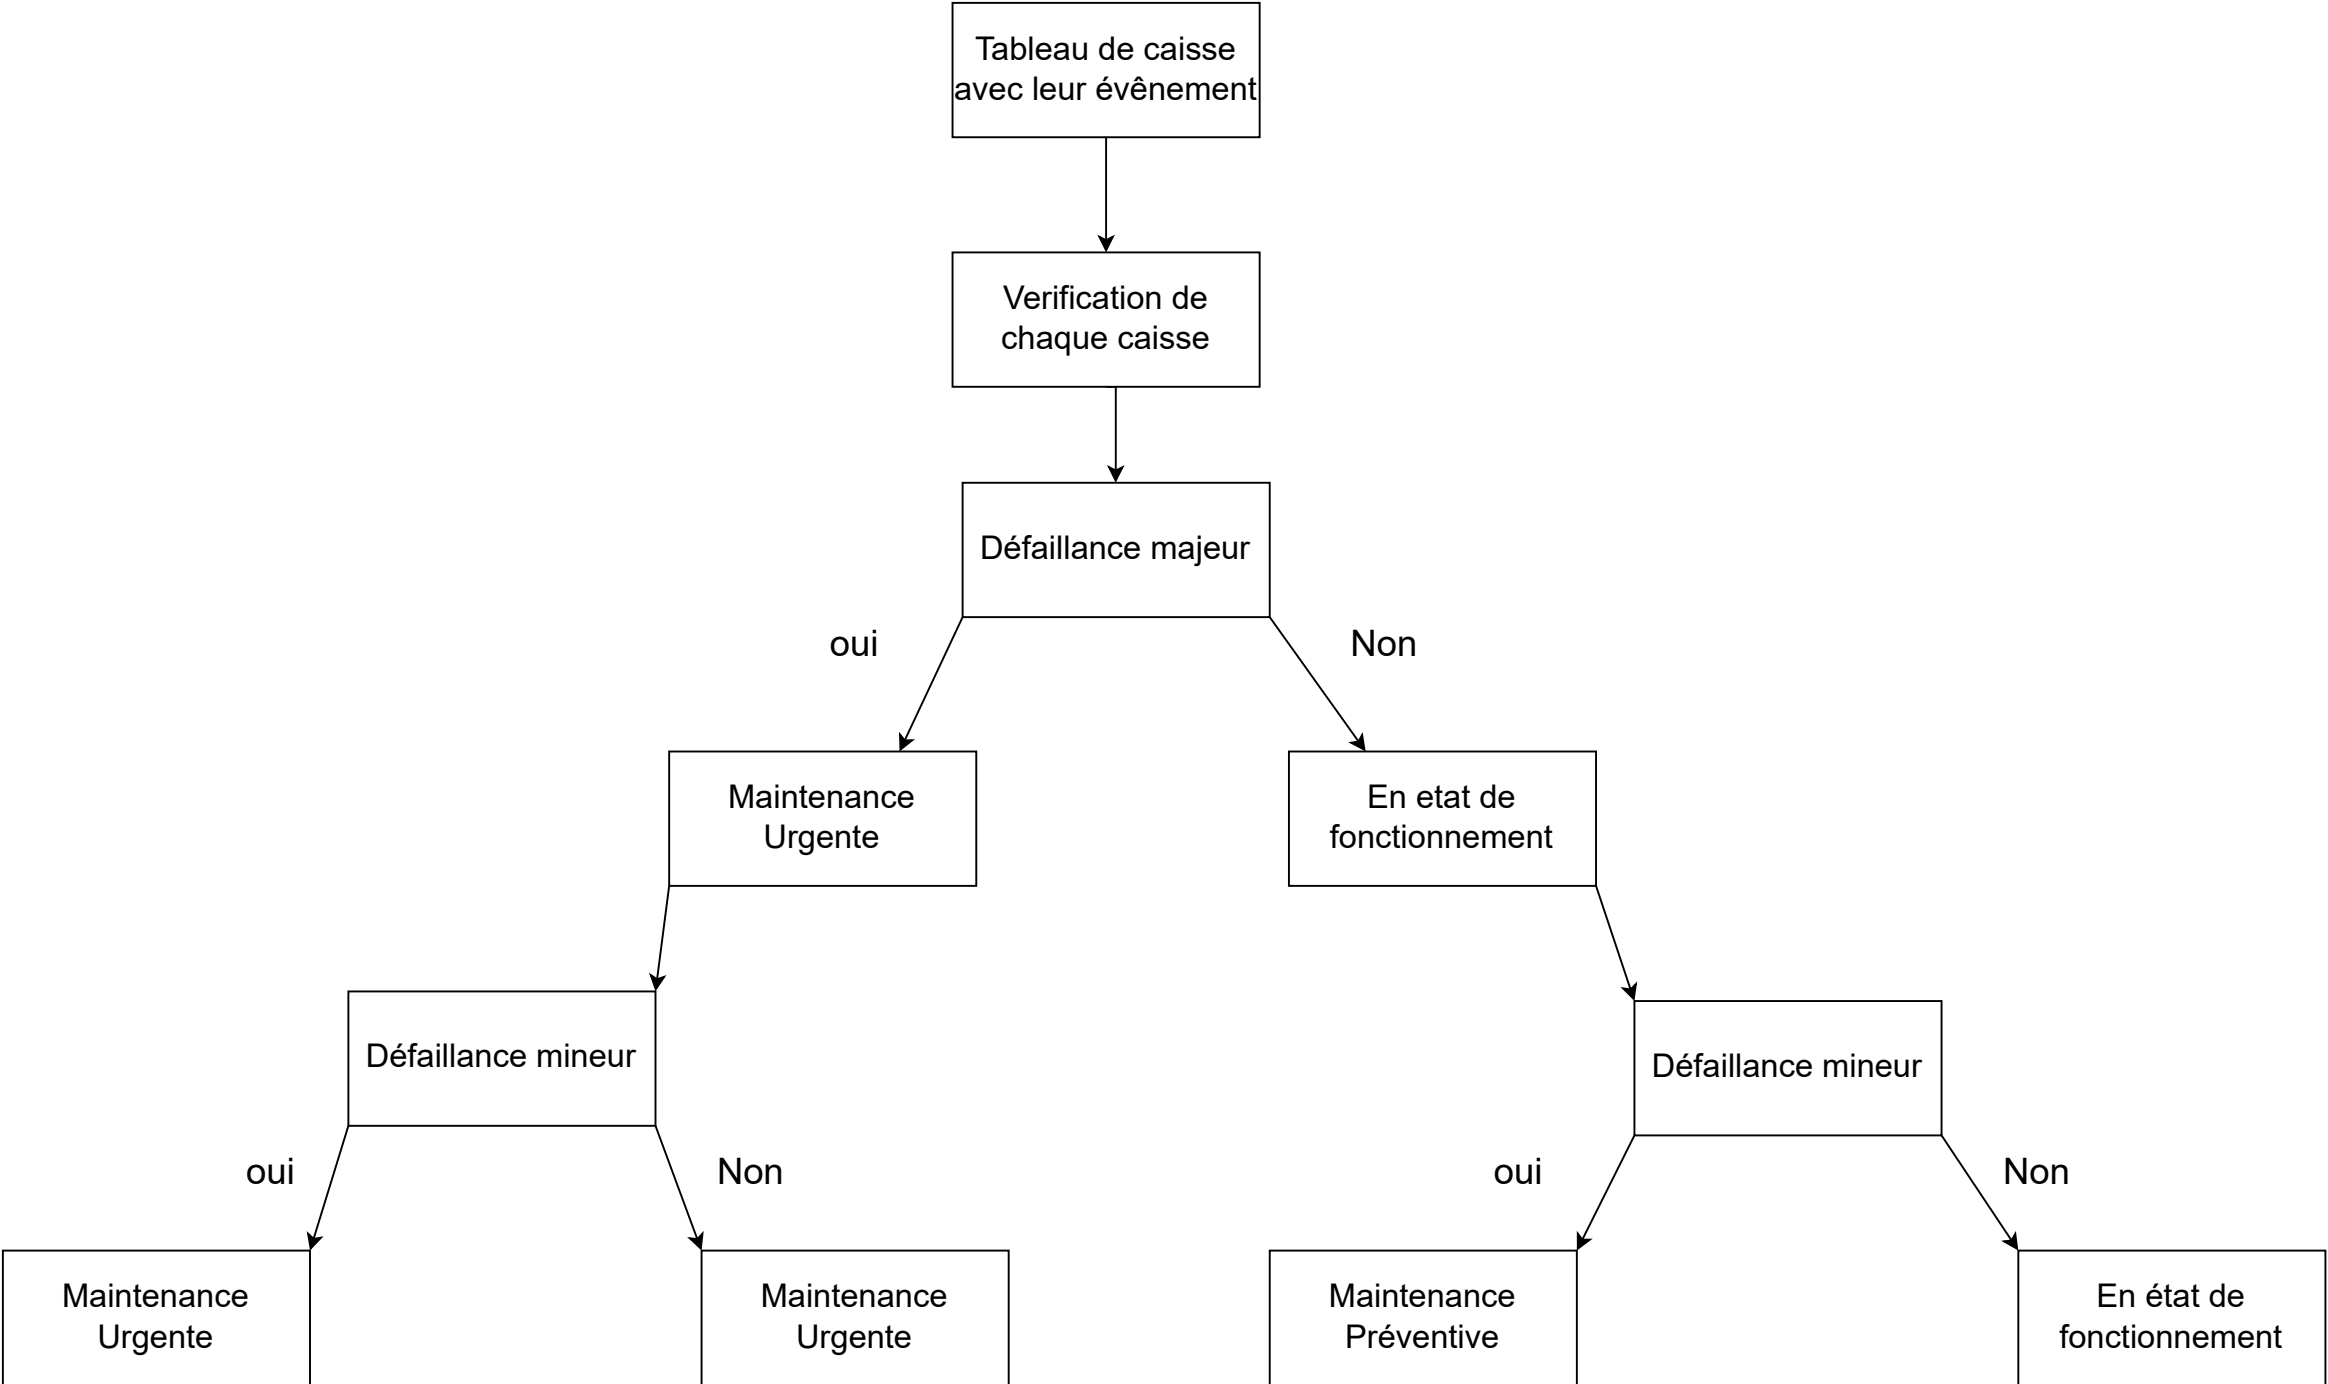 Tableau de caisse
avec leur évênement
Verification de
chaque caisse
Défaillance majeur
oui
Non
Maintenance
Urgente
En etat de
fonctionnement
Défaillance mineur
Défaillance mineur
oui
Non
oui
Non
Maintenance
Urgente
Maintenance
Urgente
Maintenance
Préventive
En état de
fonctionnement